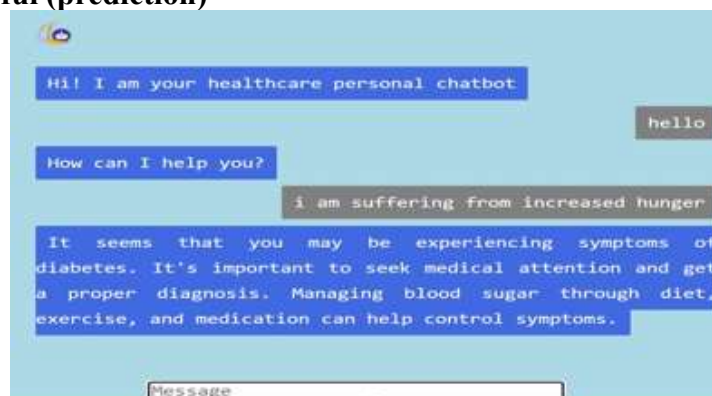 (prediction)
Hi! I am your healthcare personal chatbot
hello
How can I help you?
i am suffering from increased hunger
It seems that you may be experiencing symptoms of
diabetes. It's important to seek medical attention and get
a proper diagnosis. Managing blood sugar through diet,
exercise, and medication can help control symptoms.
Message